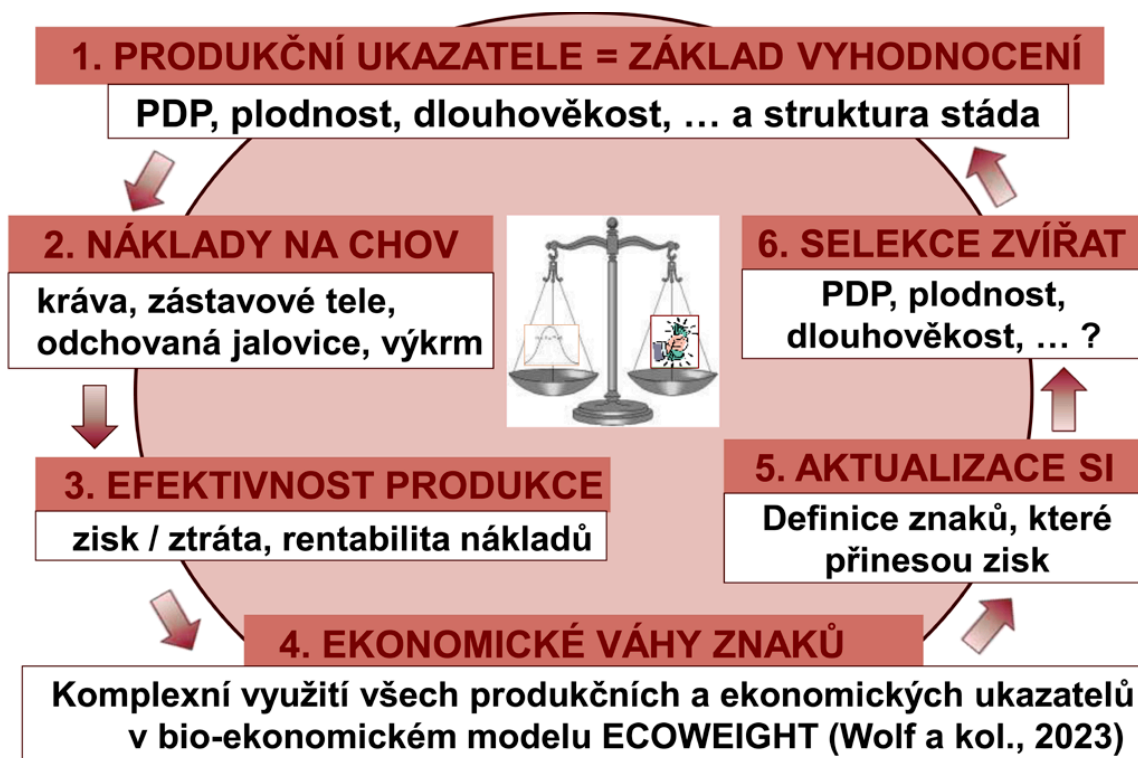 1. PRODUKČNÍ UKAZATELE = ZÁKLAD VYHODNOCENÍ
PDP, plodnost, dlouhověkost, … a struktura stáda
2. NÁKLADY NA CHOV
kráva, zástavové tele,
odchovaná jalovice, výkrm
3. EFEKTIVNOST PRODUKCE
zisk / ztráta, rentabilita nákladů
4. EKONOMICKÉ VÁHY ZNAKŮ
Komplexní využití všech produkčních a ekonomických ukazatelů
v bio-ekonomickém modelu ECOWEIGHT (Wolf a kol., 2023)
5. AKTUALIZACE SI
Definice znaků, které
přinesou zisk
6. SELEKCE ZVÍŘAT
PDP, plodnost,
dlouhověkost, … ?